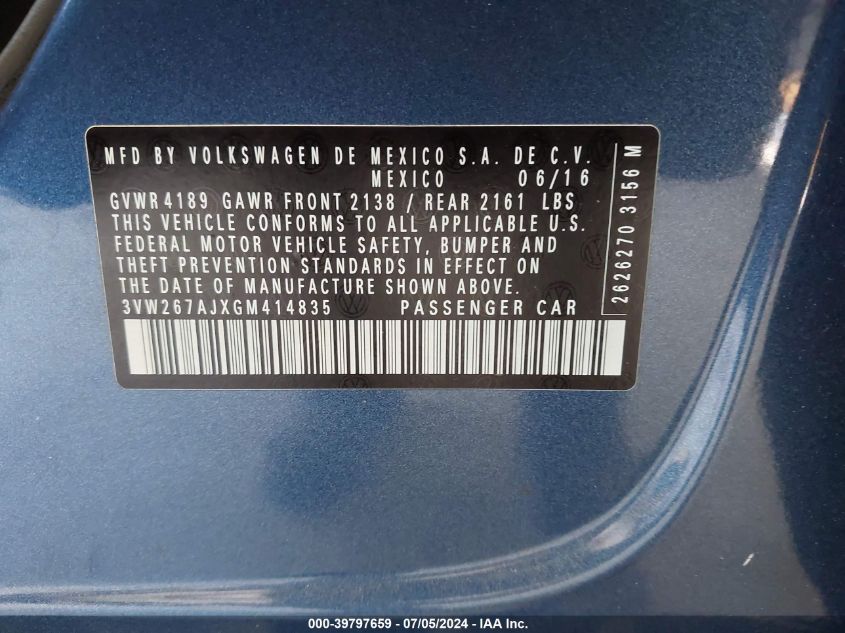 MFD BY VOLKSWAGEN DE MEXICO S.A. DE C.V.
MEXICO 06/16
GVWR 4189 GAWR FRONT 2138 / REAR 2161 LBS
THIS VEHICLE CONFORMS TO ALL APPLICABLE U.S.
FEDERAL MOTOR VEHICLE SAFETY, BUMPER AND
THEFT PREVENTION STANDARDS IN EFFECT ON
THE DATE OF MANUFACTURE SHOWN ABOVE.
3VW267AJXGM414835 PASSENGER CAR
2626270 3156 M
000-39797659 - 07/05/2024 - IAA Inc.